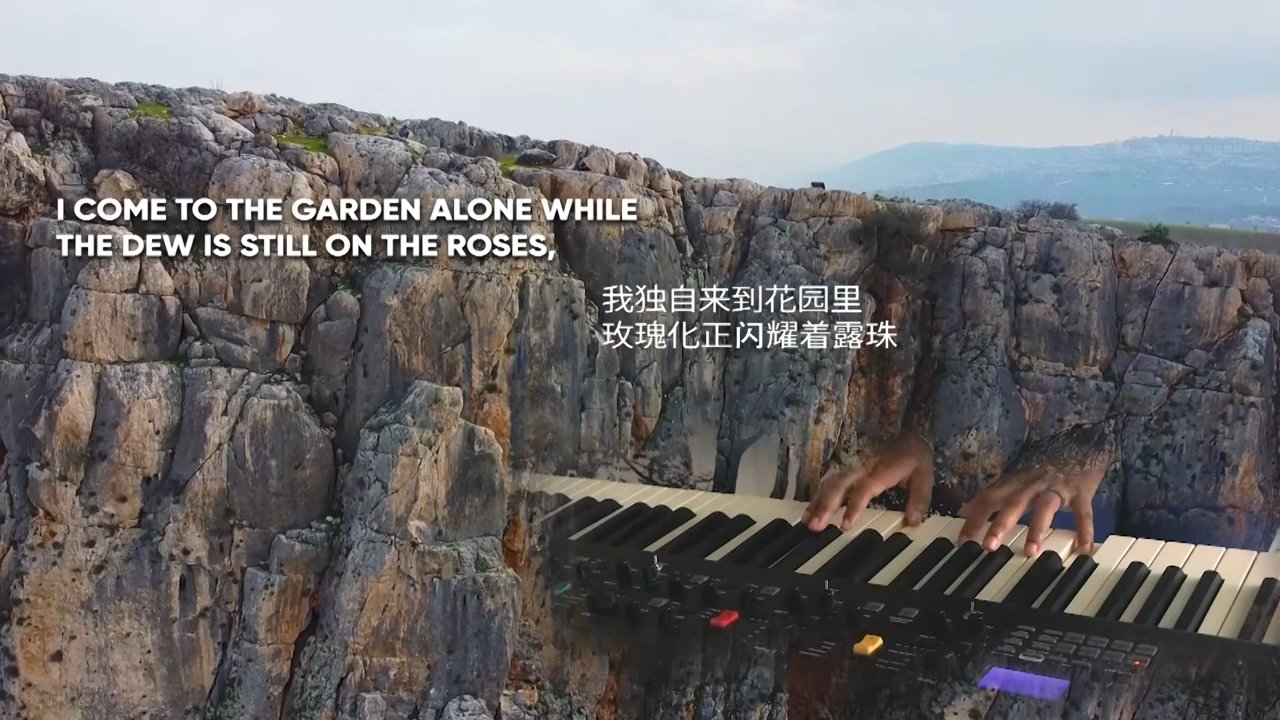 I COME TO THE GARDEN ALONE WHILE
THE DEW IS STILL ON THE ROSES,
我独自来到花园里
玫瑰化正闪耀着露珠